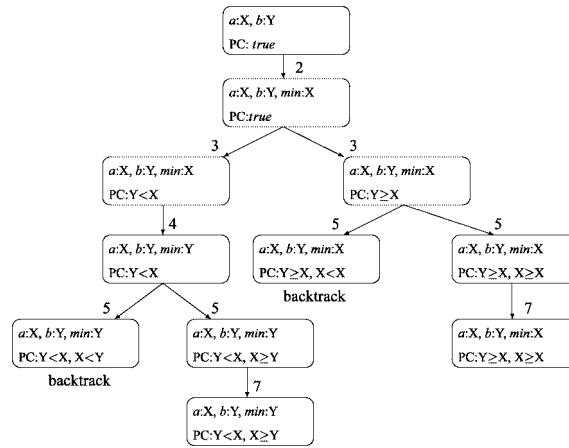 a:X, b:Y
PC: true
2
a:X, b:Y, min:X
PC:true
3
3
a:X, b:Y, min:X
PC:Y<X
a:X, b:Y, min:X
PC:Y≥X
4
5
5
a:X, b:Y, min:Y
PC:Y<X
a:X, b:Y, min:X
PC:Y≥X, X<X
backtrack
a:X, b:Y, min:X
PC:Y≥X, X≥X
5
5
7
a:X, b:Y, min:Y
PC:Y<X, X<Y
backtrack
a:X, b:Y, min:Y
PC:Y<X, X≥Y
a:X, b:Y, min:X
PC:Y≥X, X≥X
7
a:X, b:Y, min:Y
PC:Y<X, X≥Y